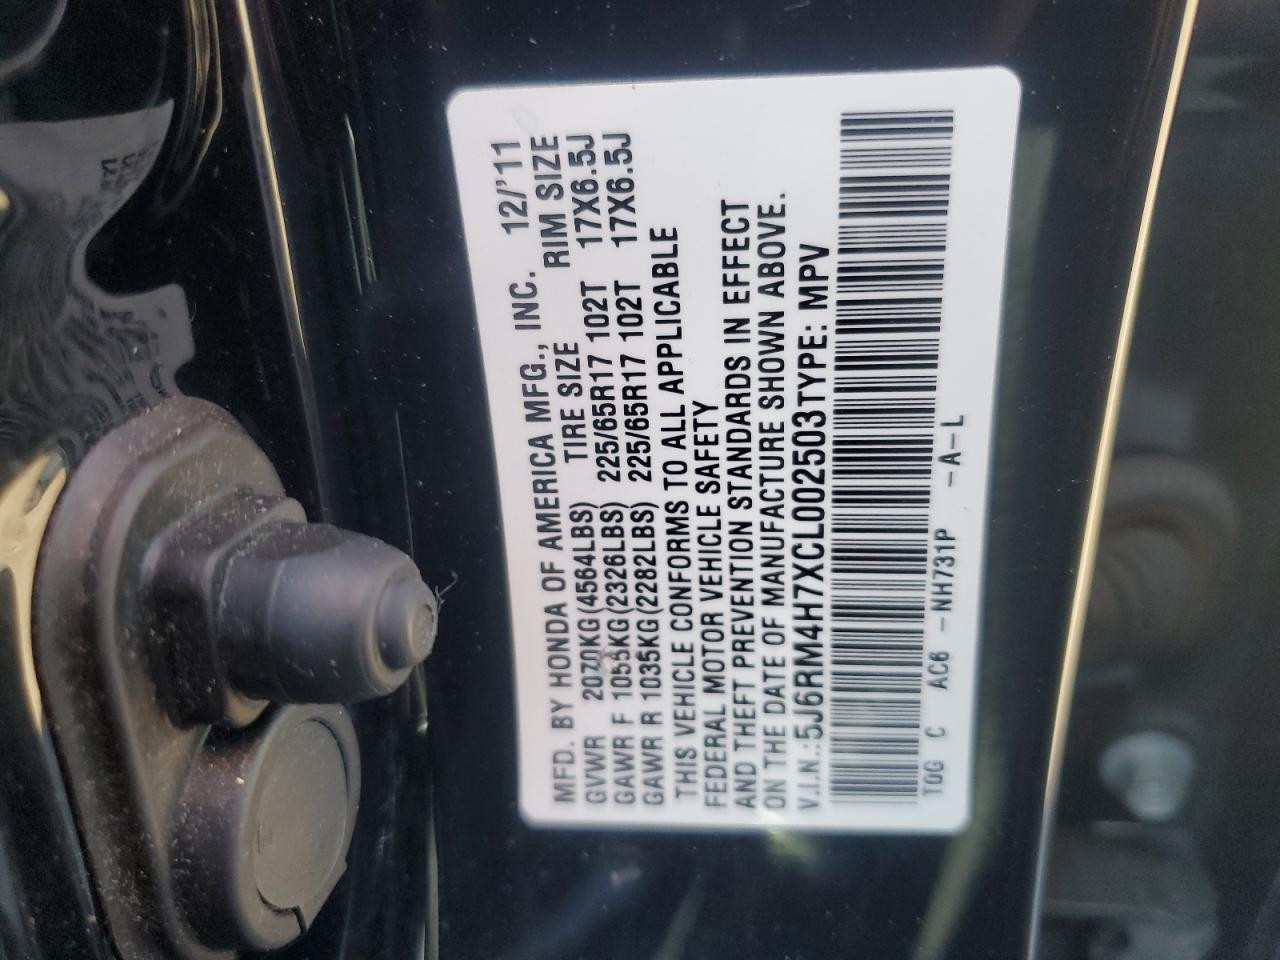 MFD. BY HONDA OF AMERICA MFG., INC. 12/'11
TIRE SIZE RIM SIZE
GVWR 2070KG(4564LBS) 225/65R17 102T 17X6.5J
GAWR F 1055KG(2326LBS) 225/65R17 102T 17X6.5J
GAWR R 1035KG(2282LBS)
THIS VEHICLE CONFORMS TO ALL APPLICABLE
FEDERAL MOTOR VEHICLE SAFETY
AND THEFT PREVENTION STANDARDS IN EFFECT
ON THE DATE OF MANUFACTURE SHOWN ABOVE.
V.I.N.:5J6RM4H7XCL002503 TYPE: MPV
T0G C AC6 -NH731P -A-L